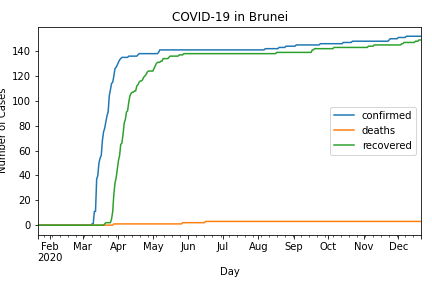 COVID-19 in Brunei
Number of Cases
140
120
100
80
60
40
20
0
confirmed
deaths
recovered
Feb Mar Apr May Jun Jul Aug Sep Oct Nov Dec
2020
Day